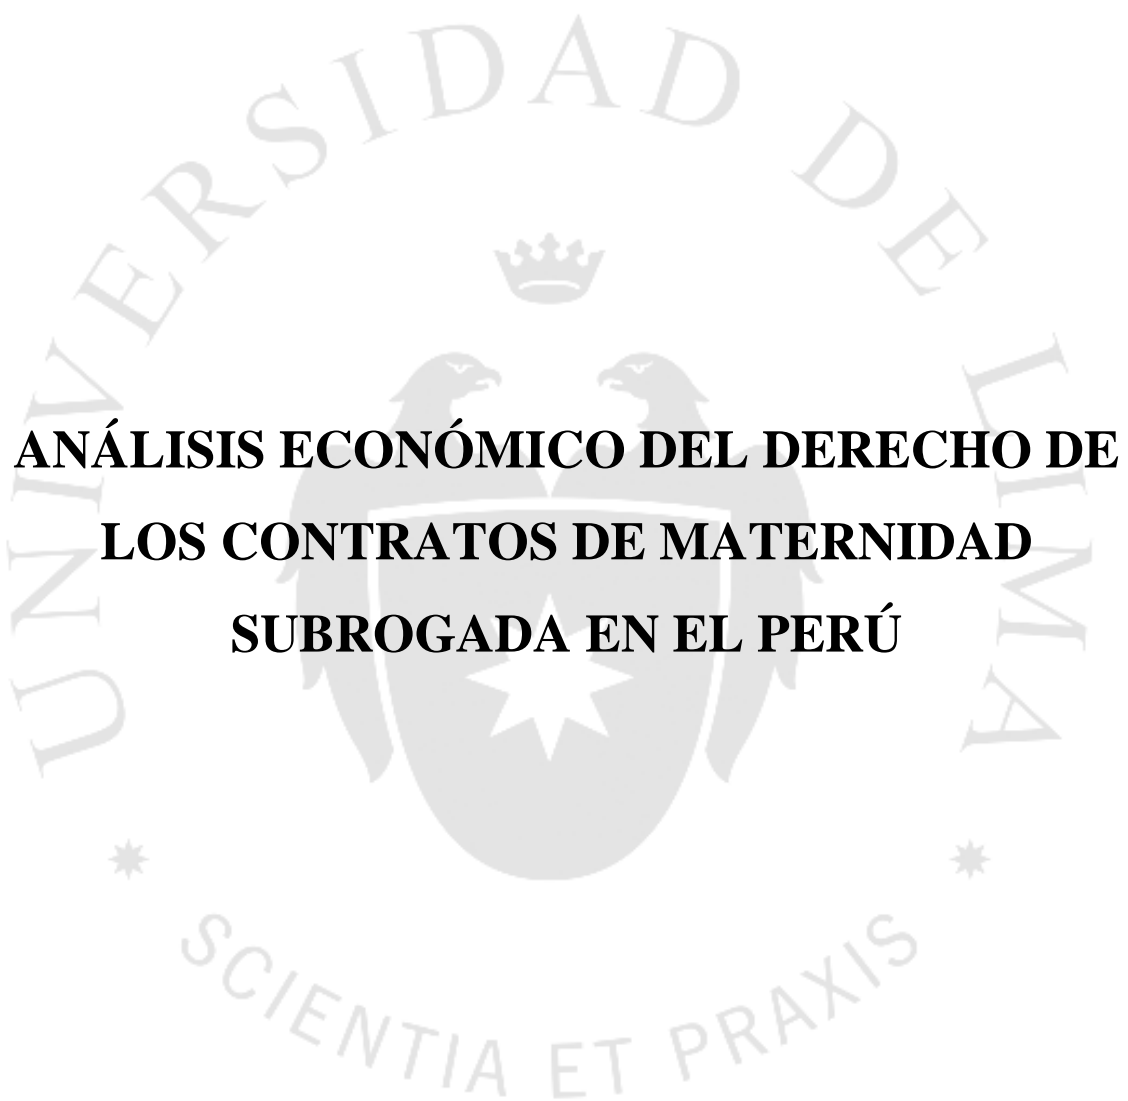 UNIVERSIDAD DE LIMA
ANÁLISIS ECONÓMICO DEL DERECHO DE
LOS CONTRATOS DE MATERNIDAD
SUBROGADA EN EL PERÚ
SCIENTIA ET PRAXIS